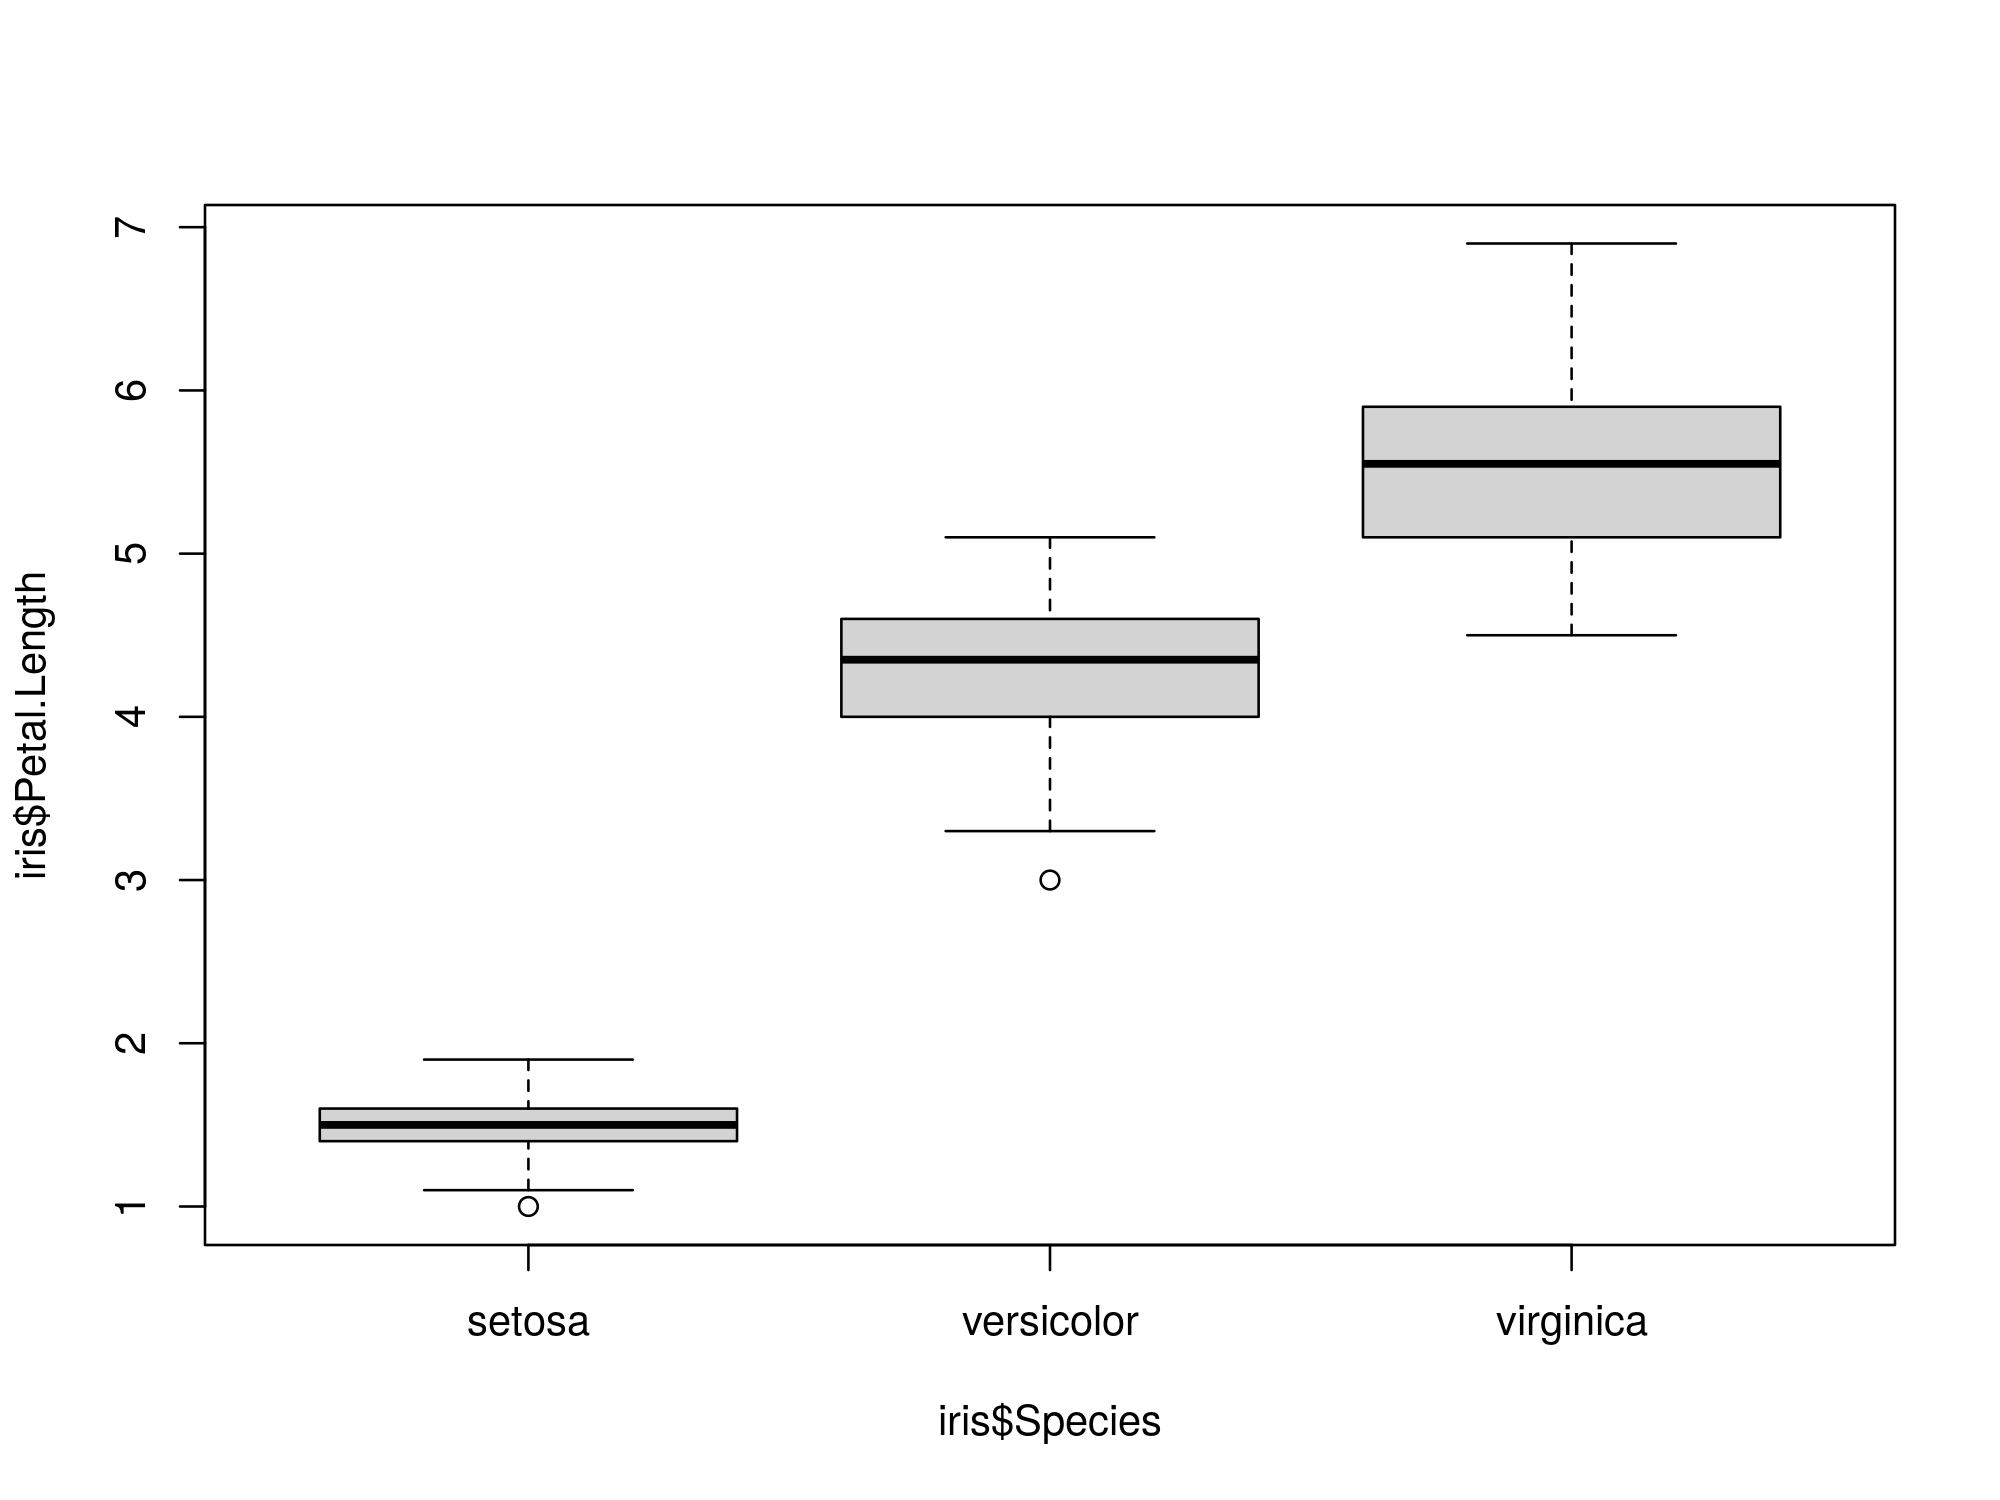 7
6
5
4
3
2
1
iris$Petal.Length
setosa
versicolor
virginica
iris$Species